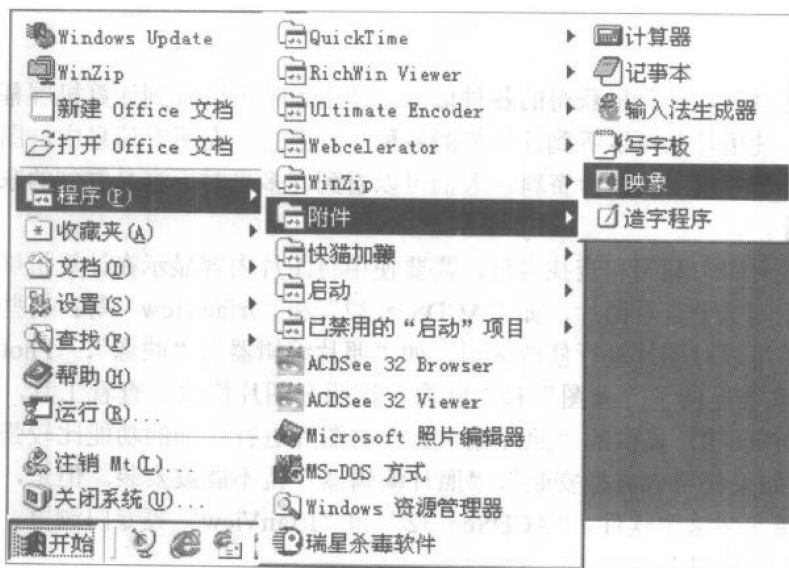 Windows Update
WinZip
新建 Office 文档
打开 Office 文档
程序(P)
收藏夹(A)
文档(D)
设置(S)
查找(F)
帮助(H)
运行(R)...
注销 Mt(L)...
关闭系统(U)...
开始
QuickTime
RichWin Viewer
Ultimate Encoder
Webcelerator
WinZip
附件
快猫加鞭
启动
已禁用的“启动”项目
ACDSee 32 Browser
ACDSee 32 Viewer
Microsoft 照片编辑器
MS-DOS 方式
Windows 资源管理器
瑞星杀毒软件
计算器
记事本
输入法生成器
写字板
映象
造字程序